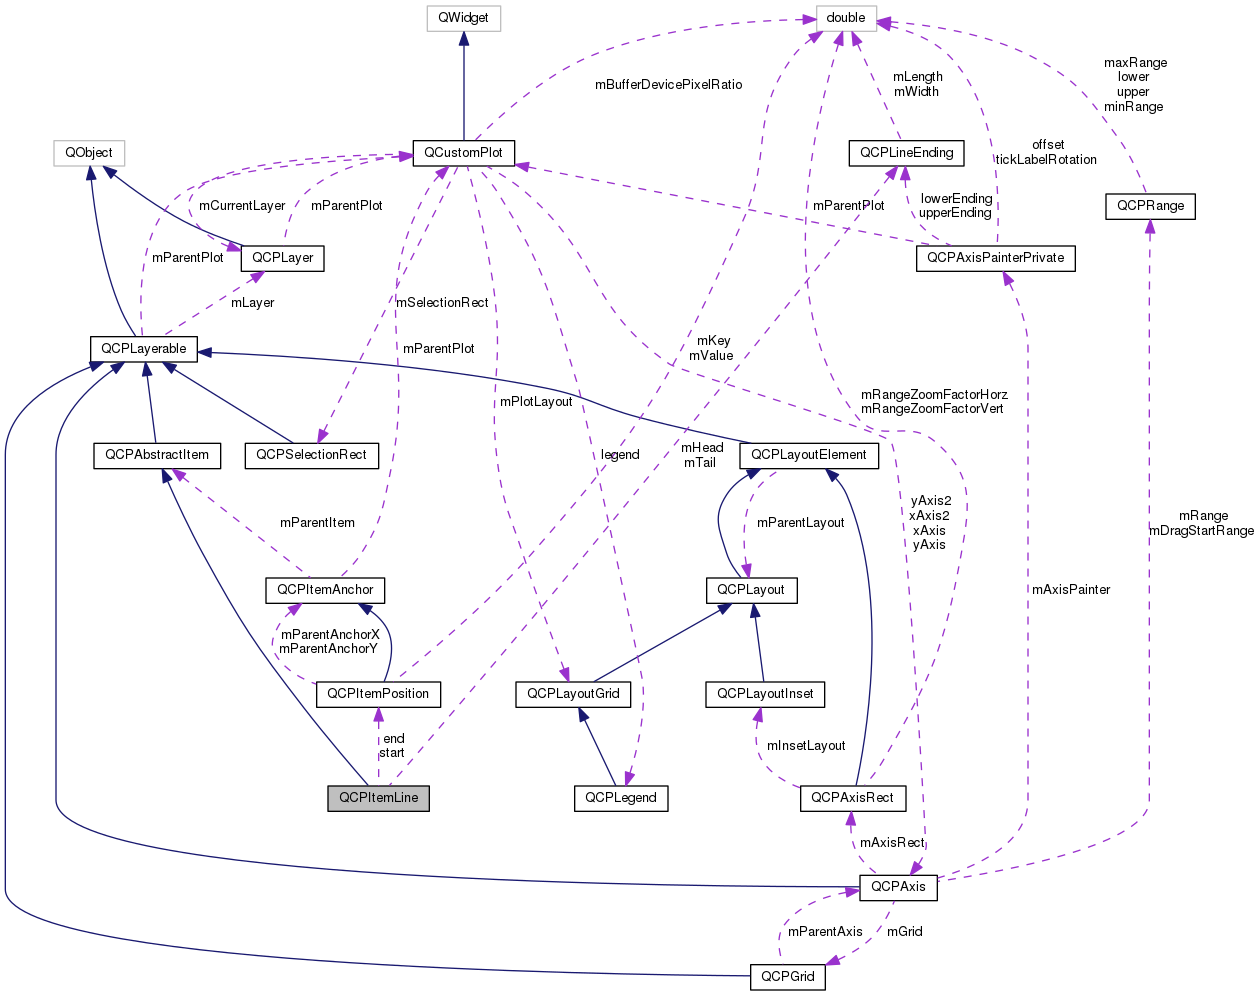 QWidget
double
mBufferDevicePixelRatio
mLength
mWidth
maxRange
lower
upper
minRange
QObject
QCustomPlot
QCPLineEnding
offset
tickLabelRotation
mCurrentLayer
mParentPlot
mParentPlot
lowerEnding
upperEnding
QCPRange
mParentPlot
QCPLayer
QCPAxisPainterPrivate
mLayer
mSelectionRect
QCPLayerable
mParentPlot
mKey
mValue
mPlotLayout
mRangeZoomFactorHorz
mRangeZoomFactorVert
QCPAbstractItem
QCPSelectionRect
legend
mHead
mTail
QCPLayoutElement
mParentItem
mParentLayout
yAxis2
xAxis2
xAxis
yAxis
mRange
mDragStartRange
QCPItemAnchor
QCPLayout
mAxisPainter
mParentAnchorX
mParentAnchorY
QCPItemPosition
QCPLayoutGrid
QCPLayoutInset
end
start
mInsetLayout
QCPItemLine
QCPLegend
QCPAxisRect
mAxisRect
QCPAxis
mParentAxis
mGrid
QCPGrid